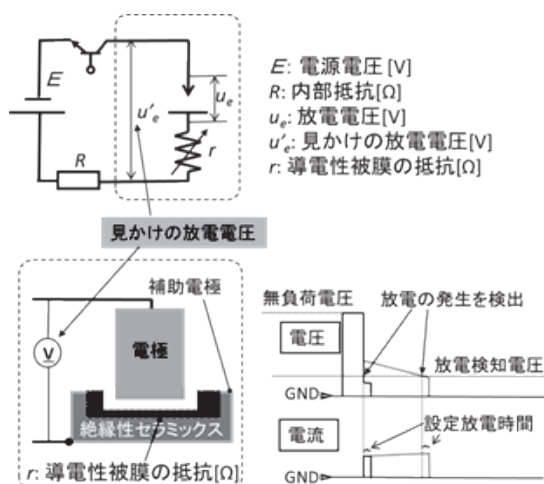 E
R
u'e
ue
r
E: 電源電圧[V]
R: 内部抵抗[Ω]
ue: 放電電圧[V]
u'e: 見かけの放電電圧[V]
r: 導電性被膜の抵抗[Ω]
見かけの放電電圧
補助電極
V
電極
絶縁性セラミックス
r: 導電性被膜の抵抗[Ω]
無負荷電圧
放電の発生を検出
電圧
放電検知電圧
GND
電流
設定放電時間
GND